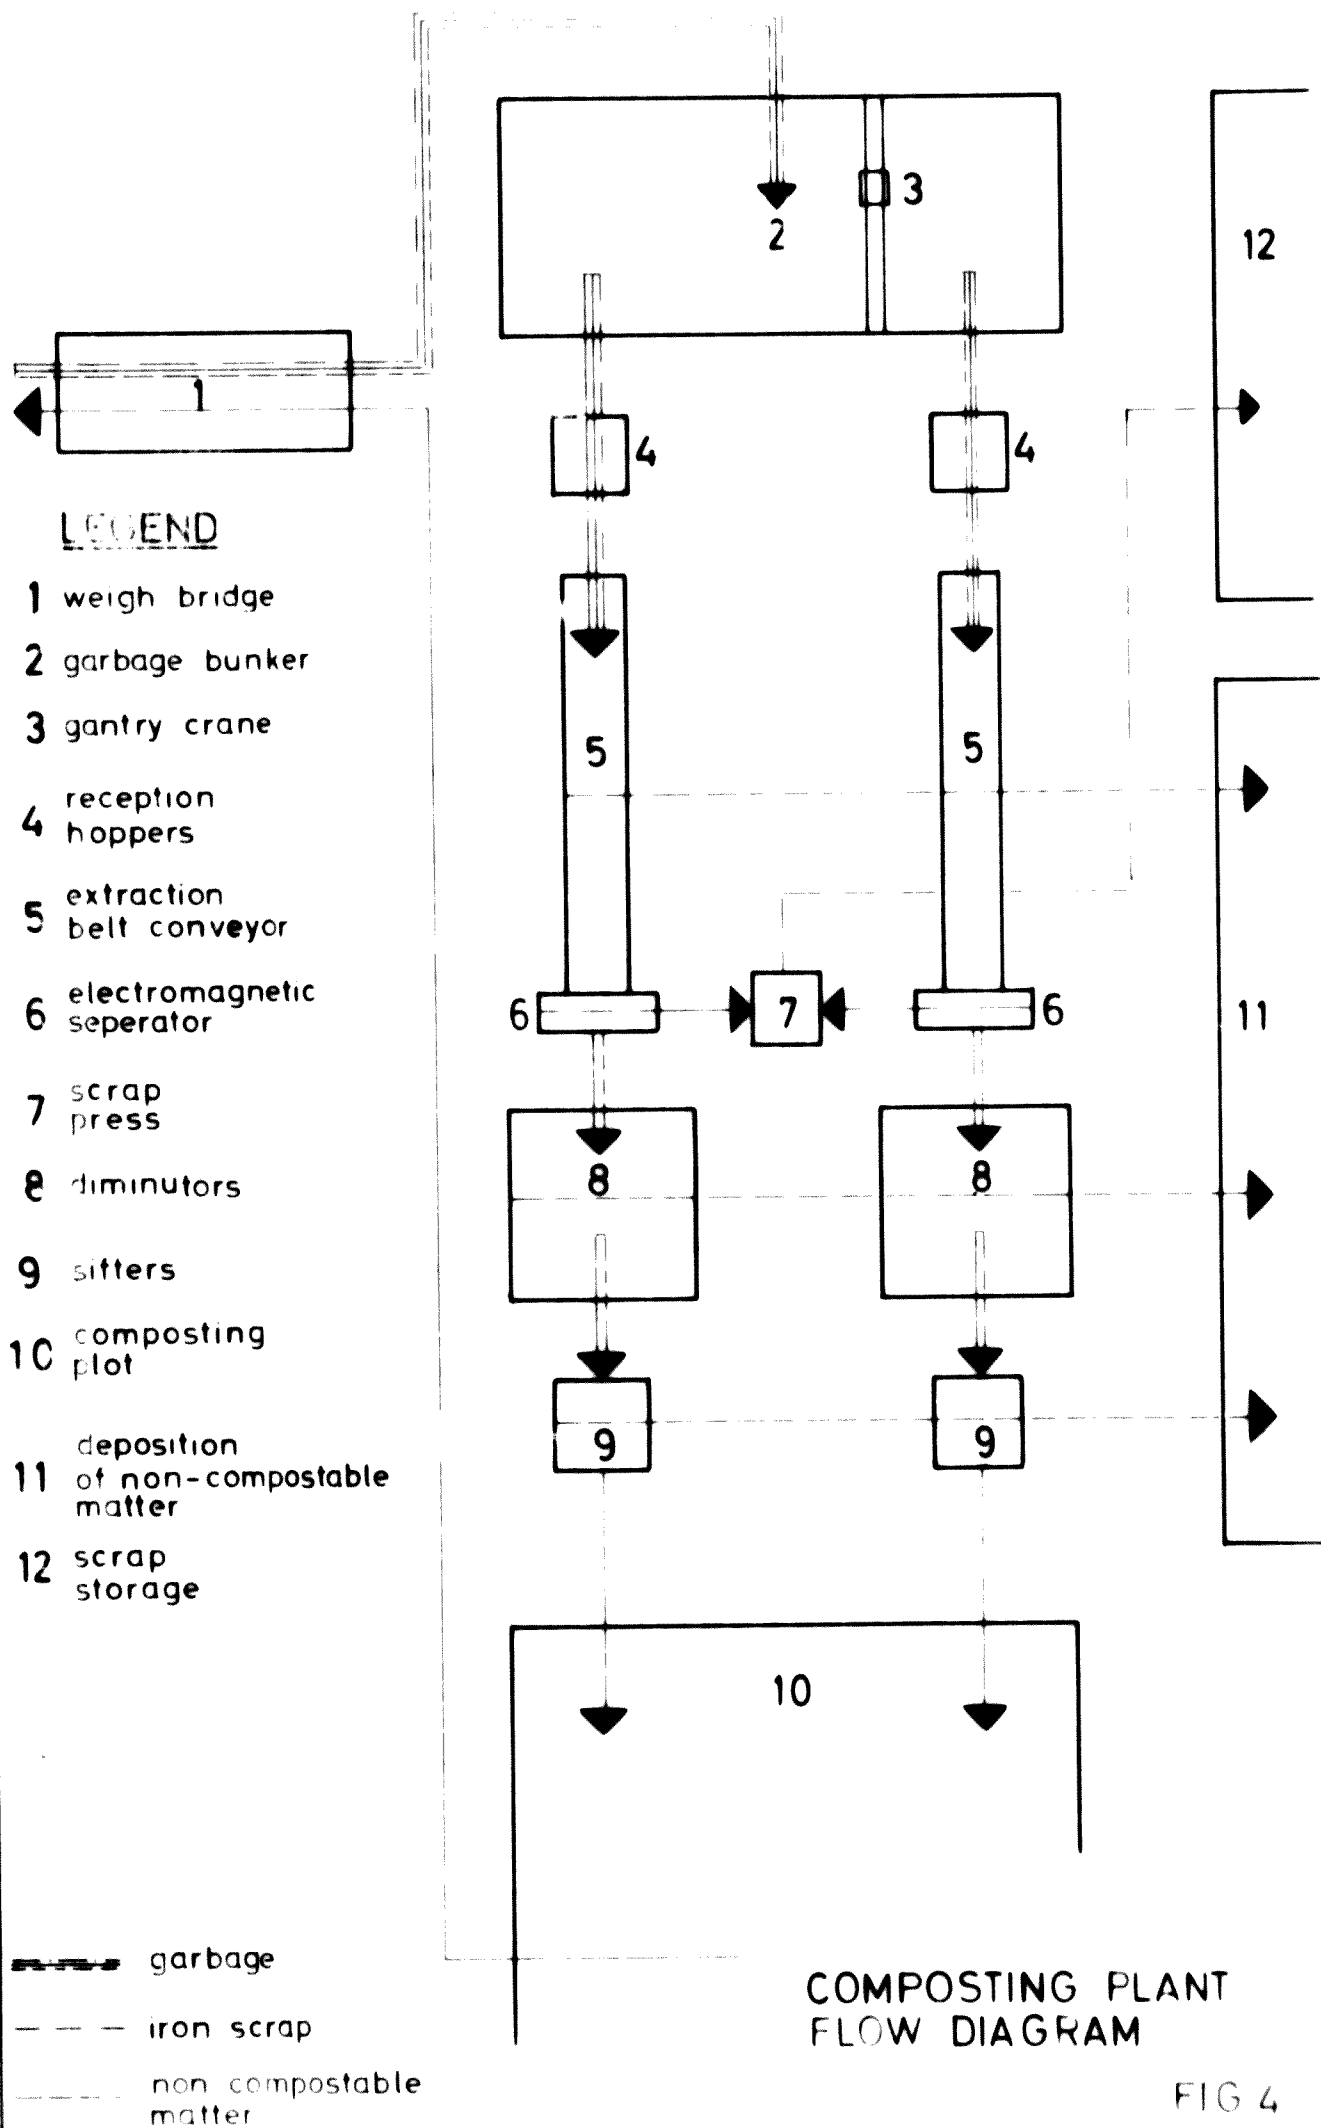 2
3
12
1
4
4
LEGEND
1 weigh bridge
2 garbage bunker
3 gantry crane
4 reception
hoppers
5 extraction
belt conveyor
6 electromagnetic
seperator
7 scrap
press
8 diminutors
9 sifters
10 composting
plot
11 deposition
of non-compostable
matter
12 scrap
storage
5
5
6
7
6
11
8
8
9
9
10
garbage
iron scrap
non compostable
matter
COMPOSTING PLANT
FLOW DIAGRAM
FIG 4